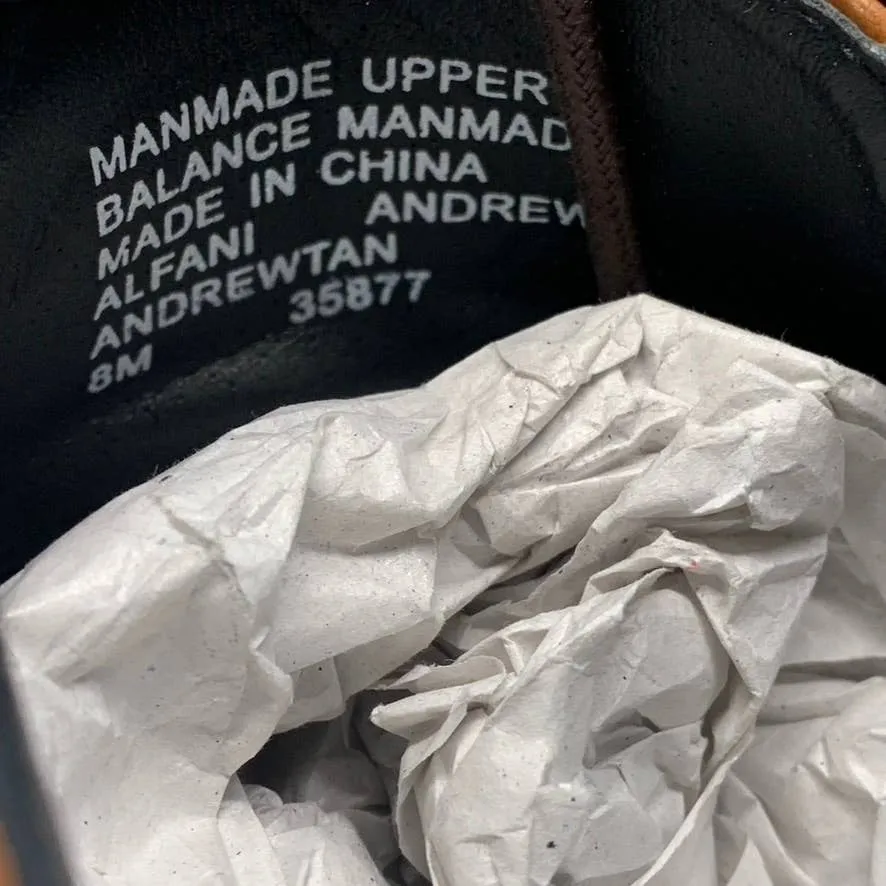 MANMADE UPPER
BALANCE MANMAD
MADE IN CHINA
ALFANI ANDREW
ANDREWTAN
8M 35877